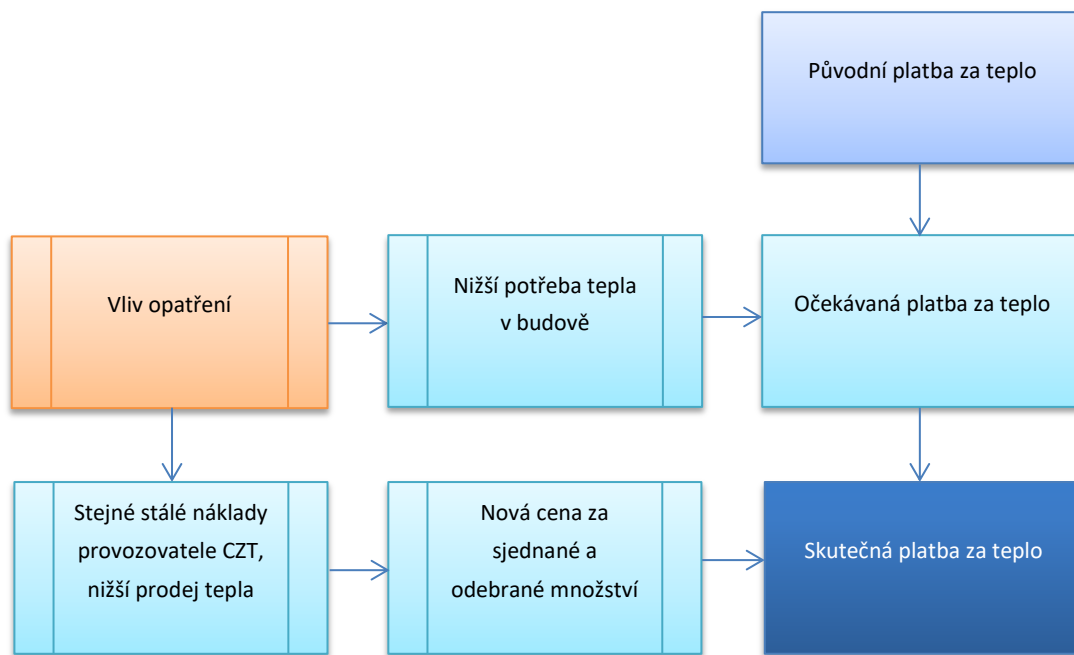 Původní platba za teplo
Vliv opatření
Nižší potřeba tepla
v budově
Očekávaná platba za teplo
Stejné stálé náklady
provozovatele CZT,
nižší prodej tepla
Nová cena za
sjednané a
odebrané množství
Skutečná platba za teplo